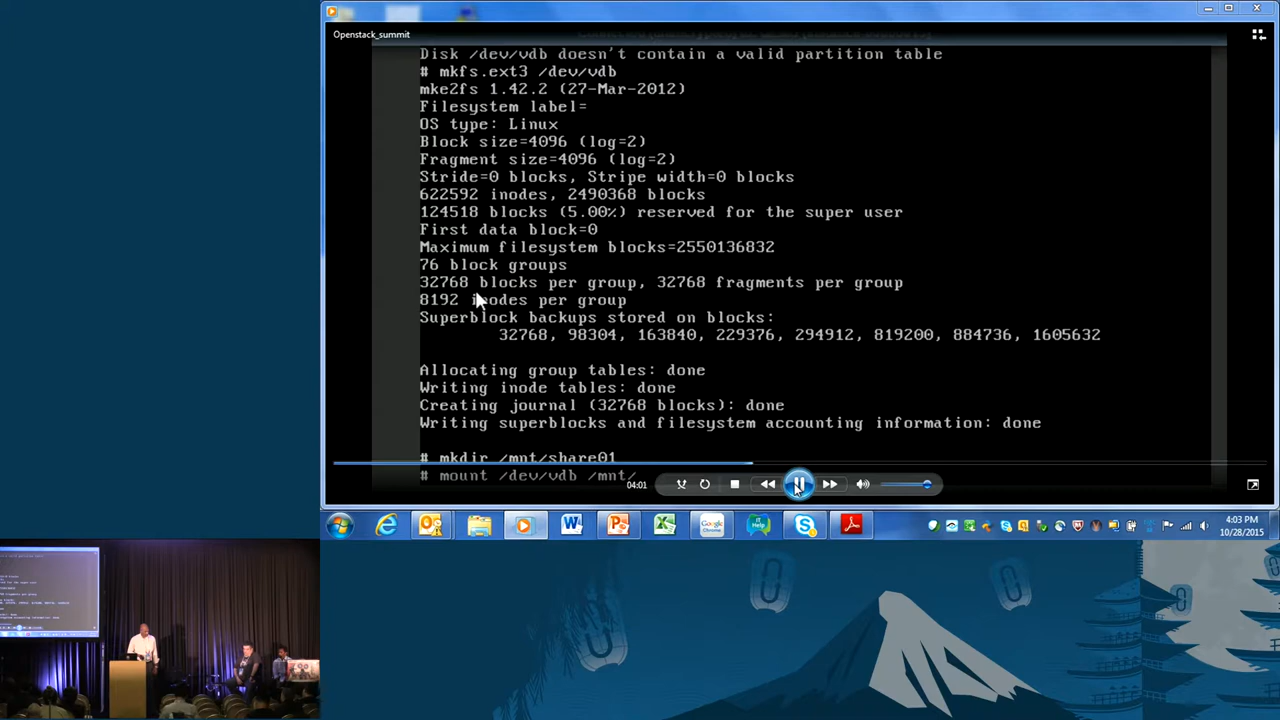 Openstack_summit
Disk /dev/vdb doesn't contain a valid partition table
# mkfs.ext3 /dev/vdb
mke2fs 1.42.2 (27-Mar-2012)
Filesystem label=
OS type: Linux
Block size=4096 (log=2)
Fragment size=4096 (log=2)
Stride=0 blocks, Stripe width=0 blocks
622592 inodes, 2490368 blocks
124518 blocks (5.00%) reserved for the super user
First data block=0
Maximum filesystem blocks=2550136832
76 block groups
32768 blocks per group, 32768 fragments per group
8192 inodes per group
Superblock backups stored on blocks:
32768, 98304, 163840, 229376, 294912, 819200, 884736, 1605632
Allocating group tables: done
Writing inode tables: done
Creating journal (32768 blocks): done
Writing superblocks and filesystem accounting information: done
# mkdir /mnt/share01
# mount /dev/vdb /mnt/
04:01
Google
Help
4:03 PM
10/28/2015